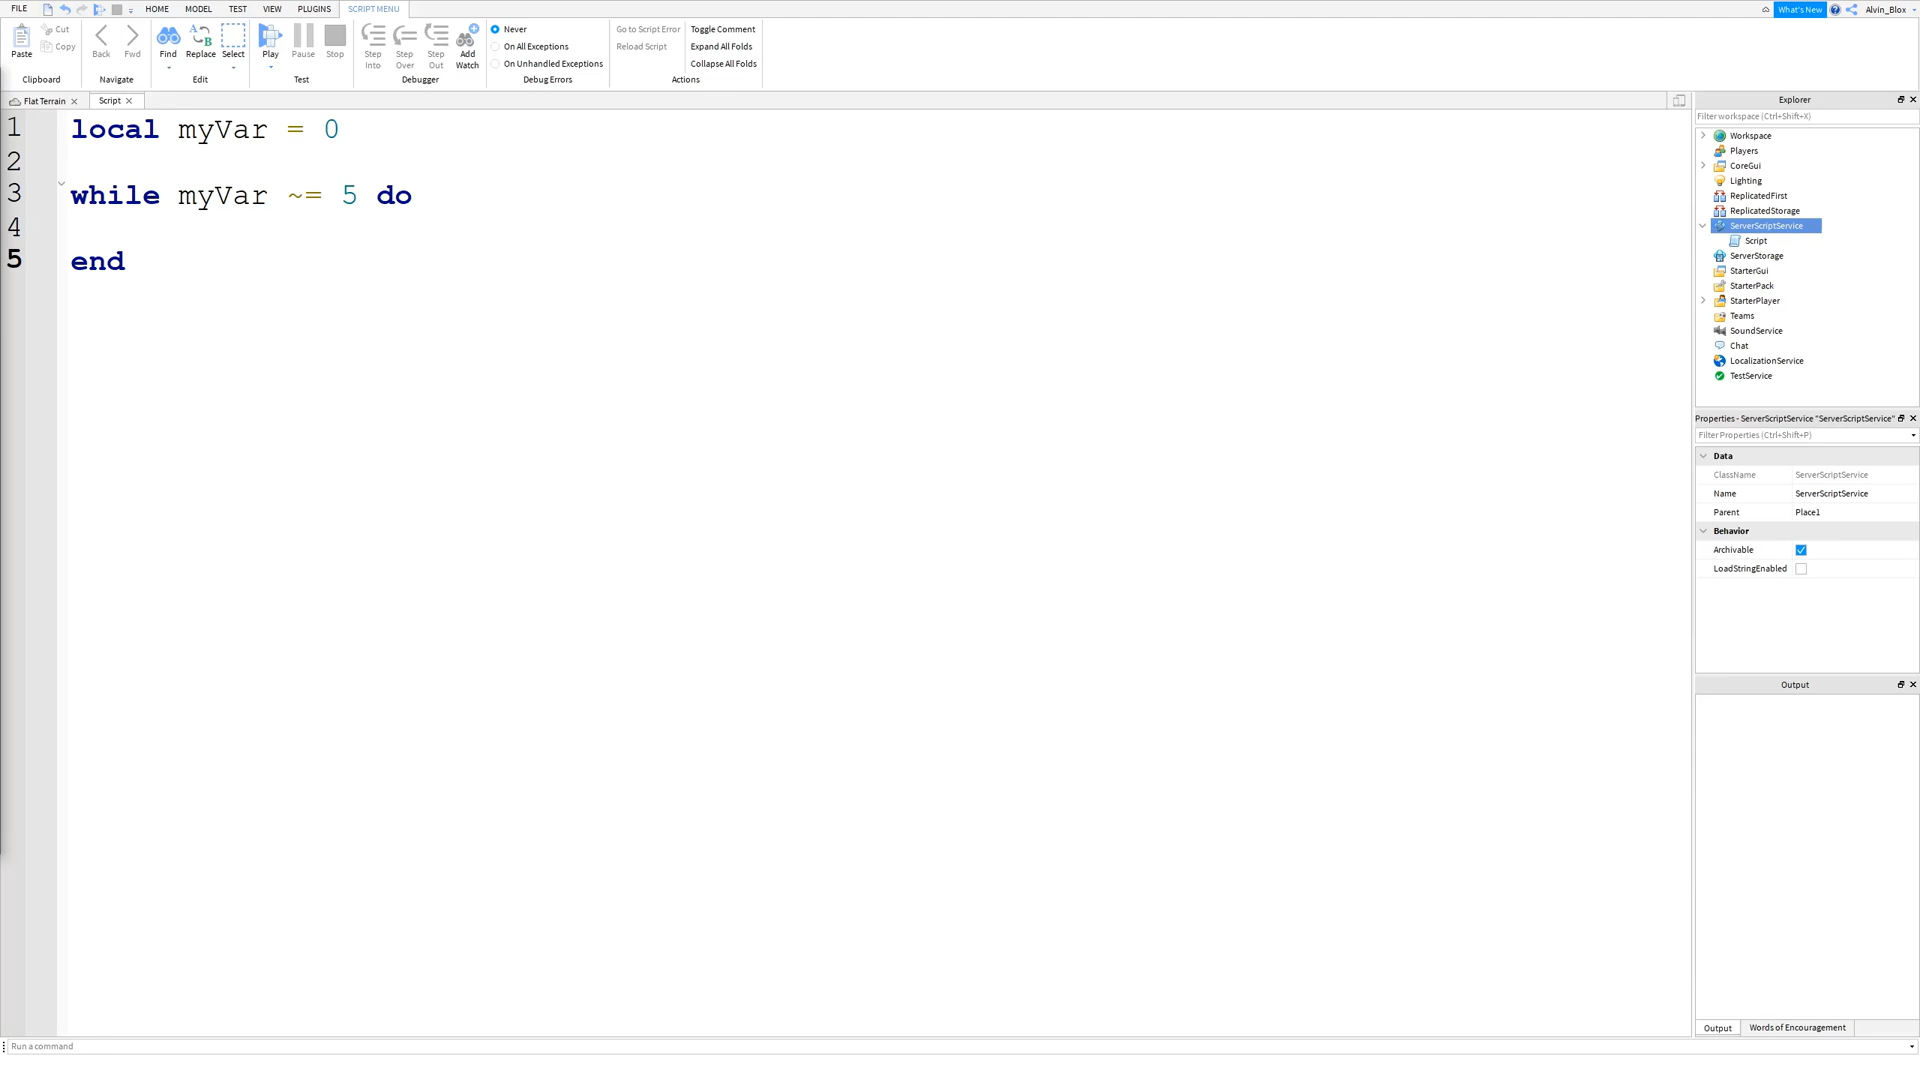 FILE HOME MODEL TEST VIEW PLUGINS SCRIPT MENU What's New Alvin_Blox
Paste Cut Copy Clipboard
Back Fwd Navigate
Find Replace Select Edit
Play Pause Stop Test
Step Into Step Over Step Out Add Watch Debugger
Never
On All Exceptions
On Unhandled Exceptions
Debug Errors
Go to Script Error Toggle Comment
Reload Script Expand All Folds
Collapse All Folds
Actions
Flat Terrain Script
1 local myVar = 0
2
3 while myVar ~= 5 do
4
5 end
Explorer
Filter workspace (Ctrl+Shift+X)
Workspace
Players
CoreGui
Lighting
ReplicatedFirst
ReplicatedStorage
ServerScriptService
Script
ServerStorage
StarterGui
StarterPack
StarterPlayer
Teams
SoundService
Chat
LocalizationService
TestService
Properties - ServerScriptService "ServerScriptService"
Filter Properties (Ctrl+Shift+P)
Data
ClassName ServerScriptService
Name ServerScriptService
Parent Place1
Behavior
Archivable
LoadStringEnabled
Output
Output Words of Encouragement
Run a command